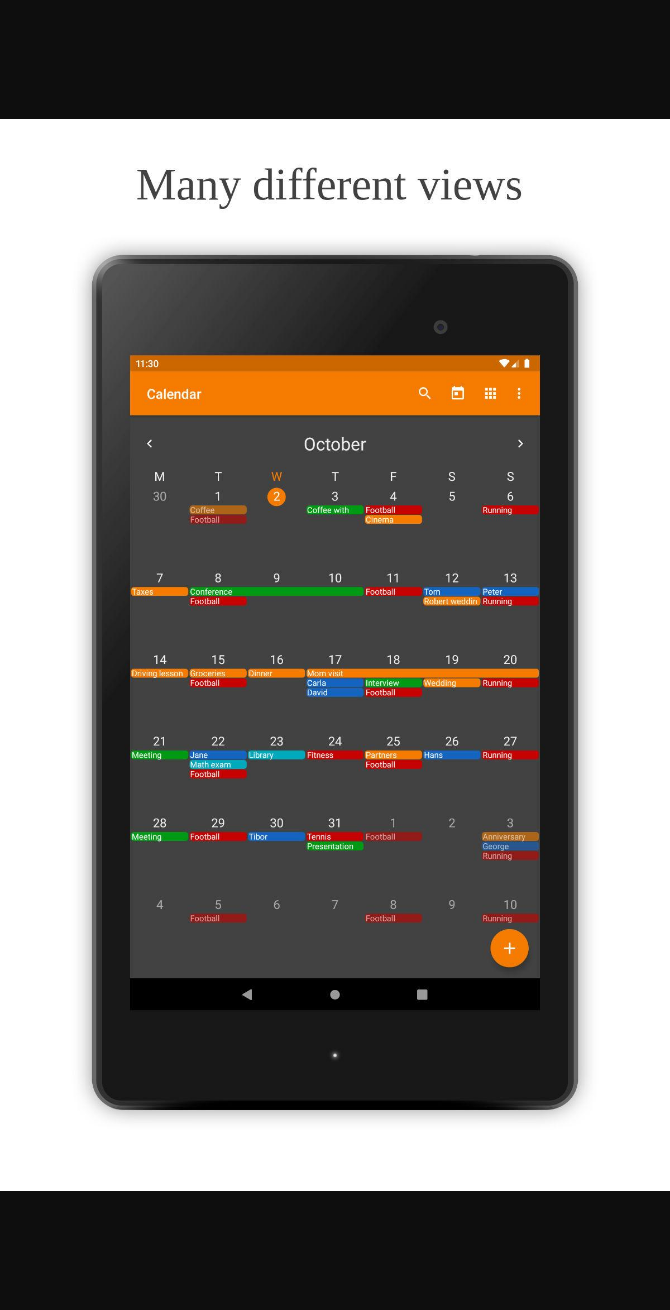 Many different views
11:30
Calendar
October
M T W T F S S
30 1 2 3 4 5 6
Coffee Coffee with Football Running
Football Cinema
7 8 9 10 11 12 13
Taxes Conference Football Tom Peter
Football Robert weddin Running
14 15 16 17 18 19 20
Driving lesson Groceries Dinner Mom visit
Football Carla Interview Wedding Running
David Football
21 22 23 24 25 26 27
Meeting Jane Library Fitness Partners Hans Running
Math exam Football
Football
28 29 30 31 1 2 3
Meeting Football Tibor Tennis Football Anniversary
Presentation George
Running
4 5 6 7 8 9 10
Football Football Running